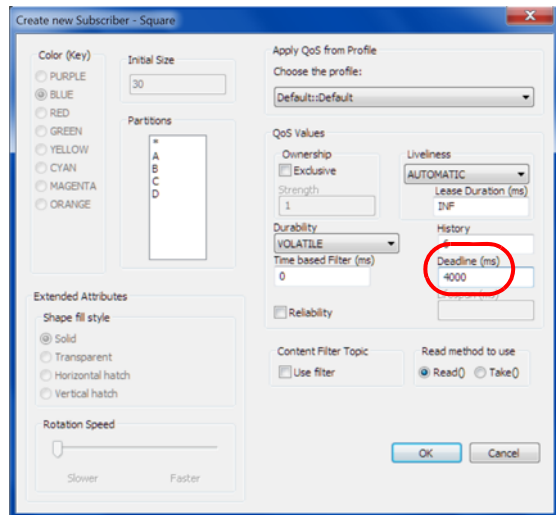 Create new Subscriber - Square
Color (Key)
PURPLE
BLUE
RED
GREEN
YELLOW
CYAN
MAGENTA
ORANGE
Initial Size
30
Partitions
*
A
B
C
D
Extended Attributes
Shape fill style
Solid
Transparent
Horizontal hatch
Vertical hatch
Rotation Speed
Slower Faster
Apply QoS from Profile
Choose the profile:
Default::Default
QoS Values
Ownership
Exclusive
Strength
1
Liveliness
AUTOMATIC
Lease Duration (ms)
INF
Durability
VOLATILE
Time based Filter (ms)
0
Reliability
History
Deadline (ms)
4000
Content Filter Topic
Use filter
Read method to use
Read() Take()
OK Cancel